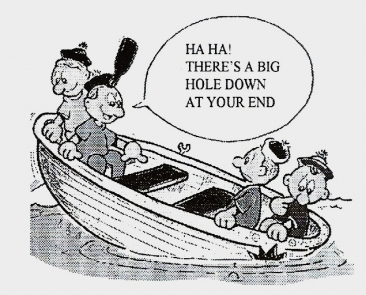 HA HA!
THERE'S A BIG
HOLE DOWN
AT YOUR END